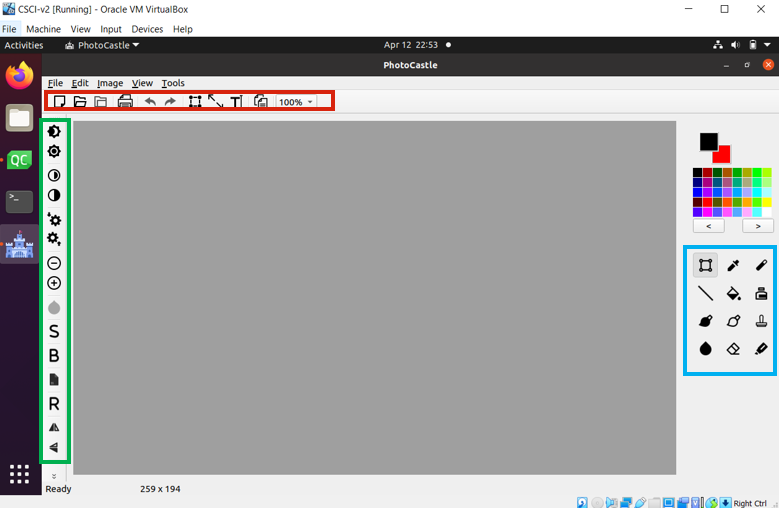 CSCI-v2 [Running] - Oracle VM VirtualBox
File Machine View Input Devices Help
Activities PhotoCastle Apr 12 22:53
PhotoCastle
File Edit Image View Tools
T 100%
QC
>_
< >
S
B
R
Ready 259 x 194
Right Ctrl